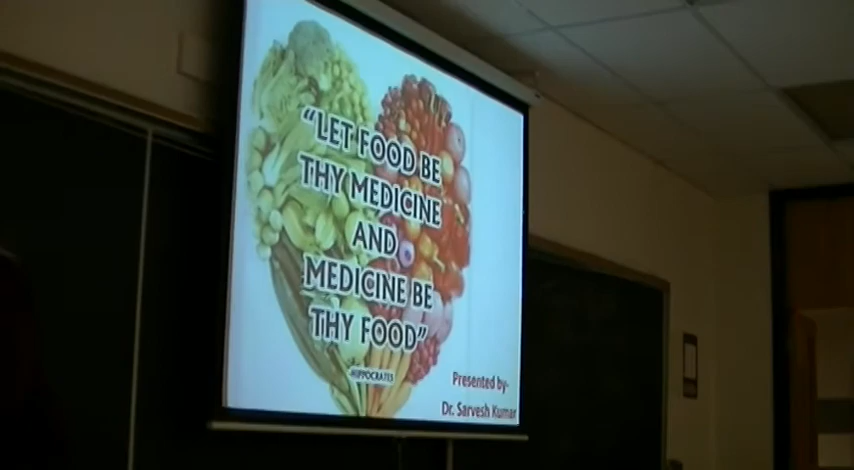 "LET FOOD BE
THY MEDICINE
AND
MEDICINE BE
THY FOOD"
-HIPPOCRATES
Presented by-
Dr. Sarvesh Kumar